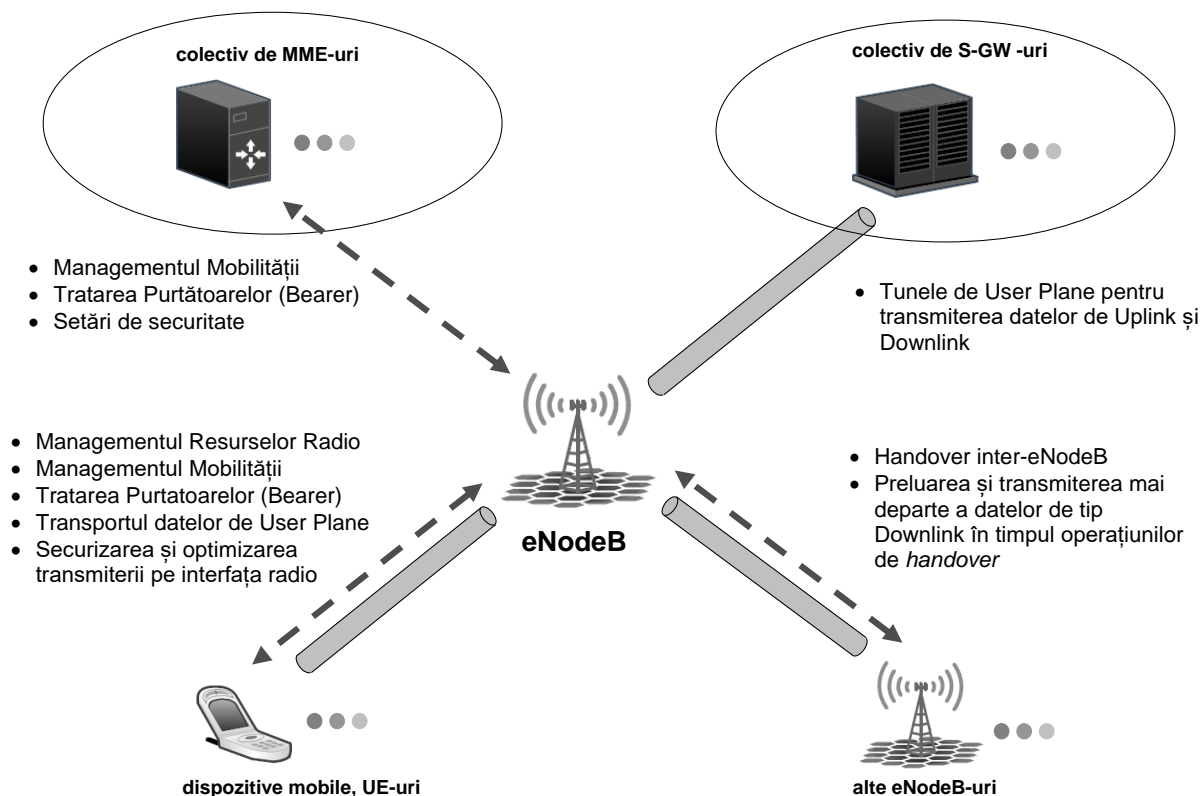 colectiv de MME-uri
colectiv de S-GW -uri
• Managementul Mobilității
• Tratarea Purtătoarelor (Bearer)
• Setări de securitate
• Tunele de User Plane pentru
transmiterea datelor de Uplink și
Downlink
• Managementul Resurselor Radio
• Managementul Mobilității
• Tratarea Purtatoarelor (Bearer)
• Transportul datelor de User Plane
• Securizarea și optimizarea
transmiterii pe interfața radio
eNodeB
• Handover inter-eNodeB
• Preluarea și transmiterea mai
departe a datelor de tip
Downlink în timpul operațiunilor
de handover
dispozitive mobile, UE-uri
alte eNodeB-uri